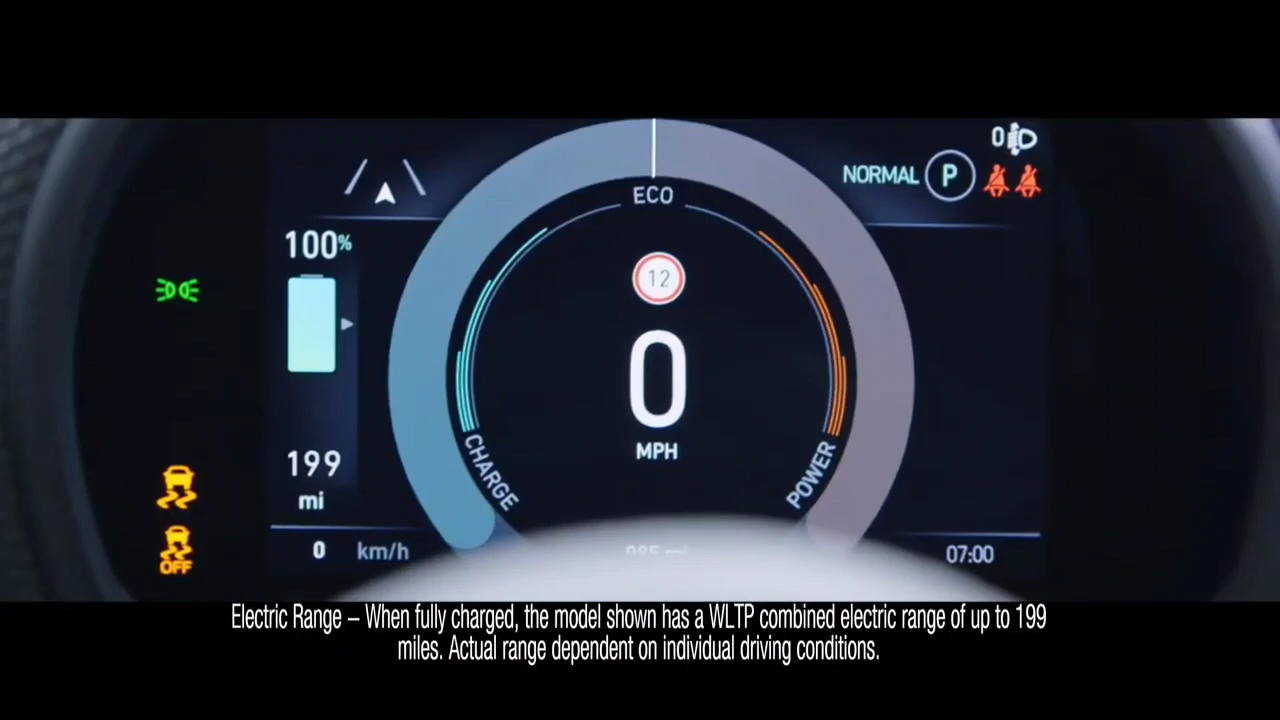 0
NORMAL P
ECO
100%
12
0
MPH
199
mi
CHARGE
POWER
0 km/h
07:00
OFF
Electric Range – When fully charged, the model shown has a WLTP combined electric range of up to 199
miles. Actual range dependent on individual driving conditions.